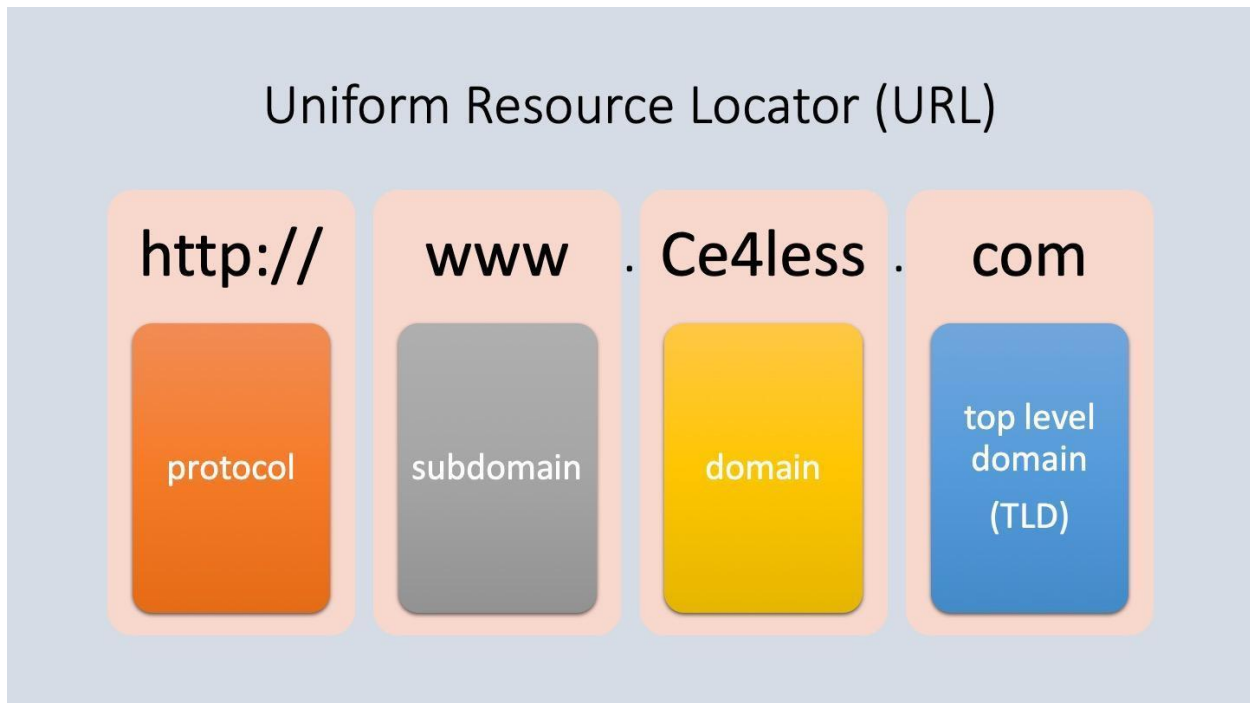 Uniform Resource Locator (URL)
http:// www . Ce4less . com
protocol subdomain domain top level
domain
(TLD)